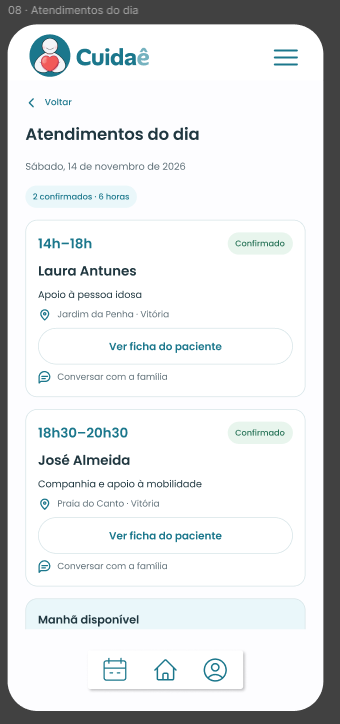 08 - Atendimentos do dia
Cuidaê
Voltar
Atendimentos do dia
Sábado, 14 de novembro de 2026
2 confirmados · 6 horas
14h–18h
Confirmado
Laura Antunes
Apoio à pessoa idosa
Jardim da Penha · Vitória
Ver ficha do paciente
Conversar com a família
18h30–20h30
Confirmado
José Almeida
Companhia e apoio à mobilidade
Praia do Canto · Vitória
Ver ficha do paciente
Conversar com a família
Manhã disponível